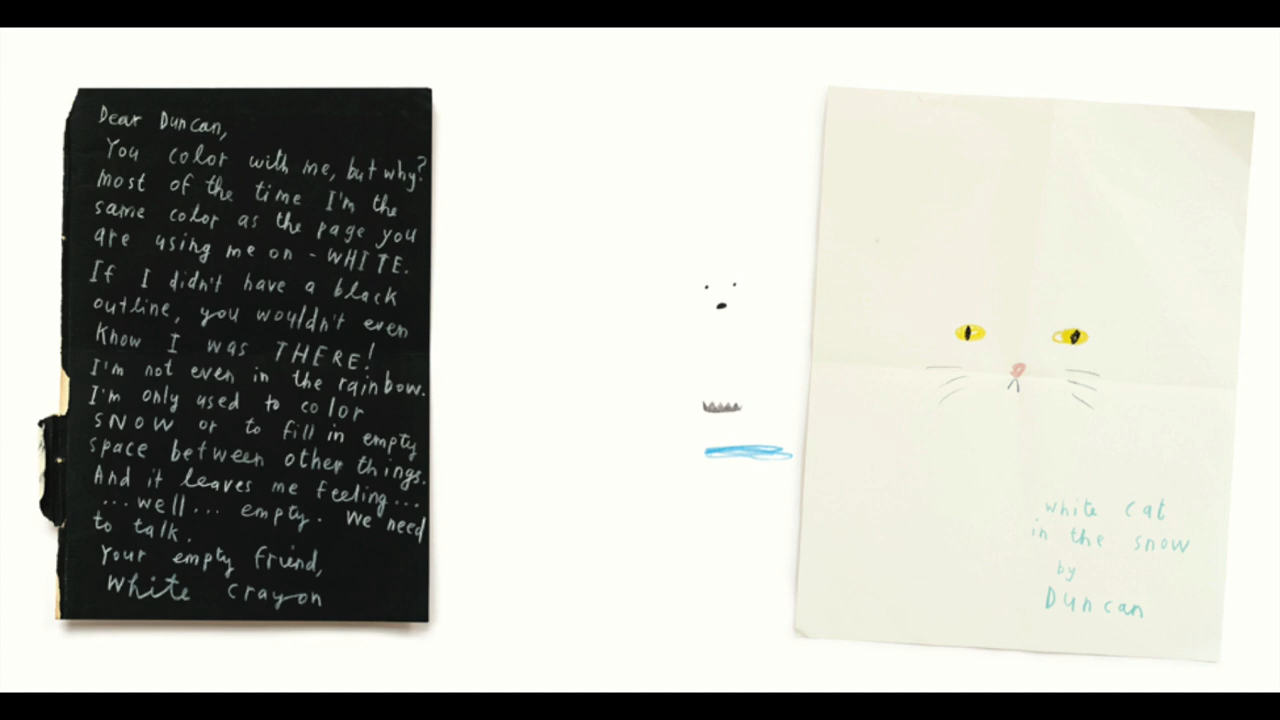 Dear Duncan,
You color with me, but why?
most of the time I'm the
same color as the page you
are using me on - WHITE.
If I didn't have a black
outline, you wouldn't even
know I was THERE!
I'm not even in the rainbow.
I'm only used to color
SNOW or to fill in empty
space between other things.
And it leaves me feeling...
...well... empty. We need
to talk.
Your empty friend,
White crayon
white cat
in the snow
by
Duncan